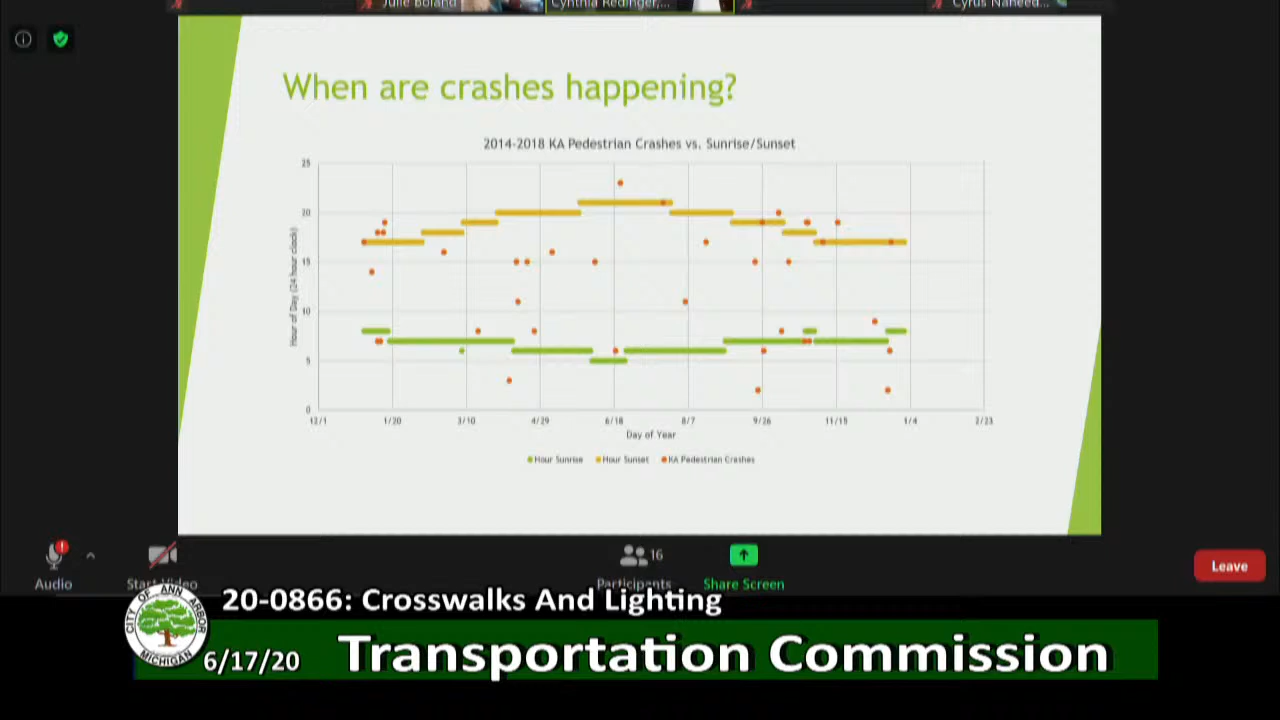 Julie Boland
Cynthia Redinger,...
Cyrus Naheed...
When are crashes happening?
2014-2018 KA Pedestrian Crashes vs. Sunrise/Sunset
25
20
15
10
5
0
Hour of Day (24 hour clock)
12/1
1/20
3/10
4/29
6/18
8/7
9/26
11/15
1/4
2/23
Day of Year
Hour Sunrise
Hour Sunset
KA Pedestrian Crashes
16
Audio
Start Video
Participants
Share Screen
Leave
20-0866: Crosswalks And Lighting
CITY OF ANN ARBOR
MICHIGAN
6/17/20
Transportation Commission